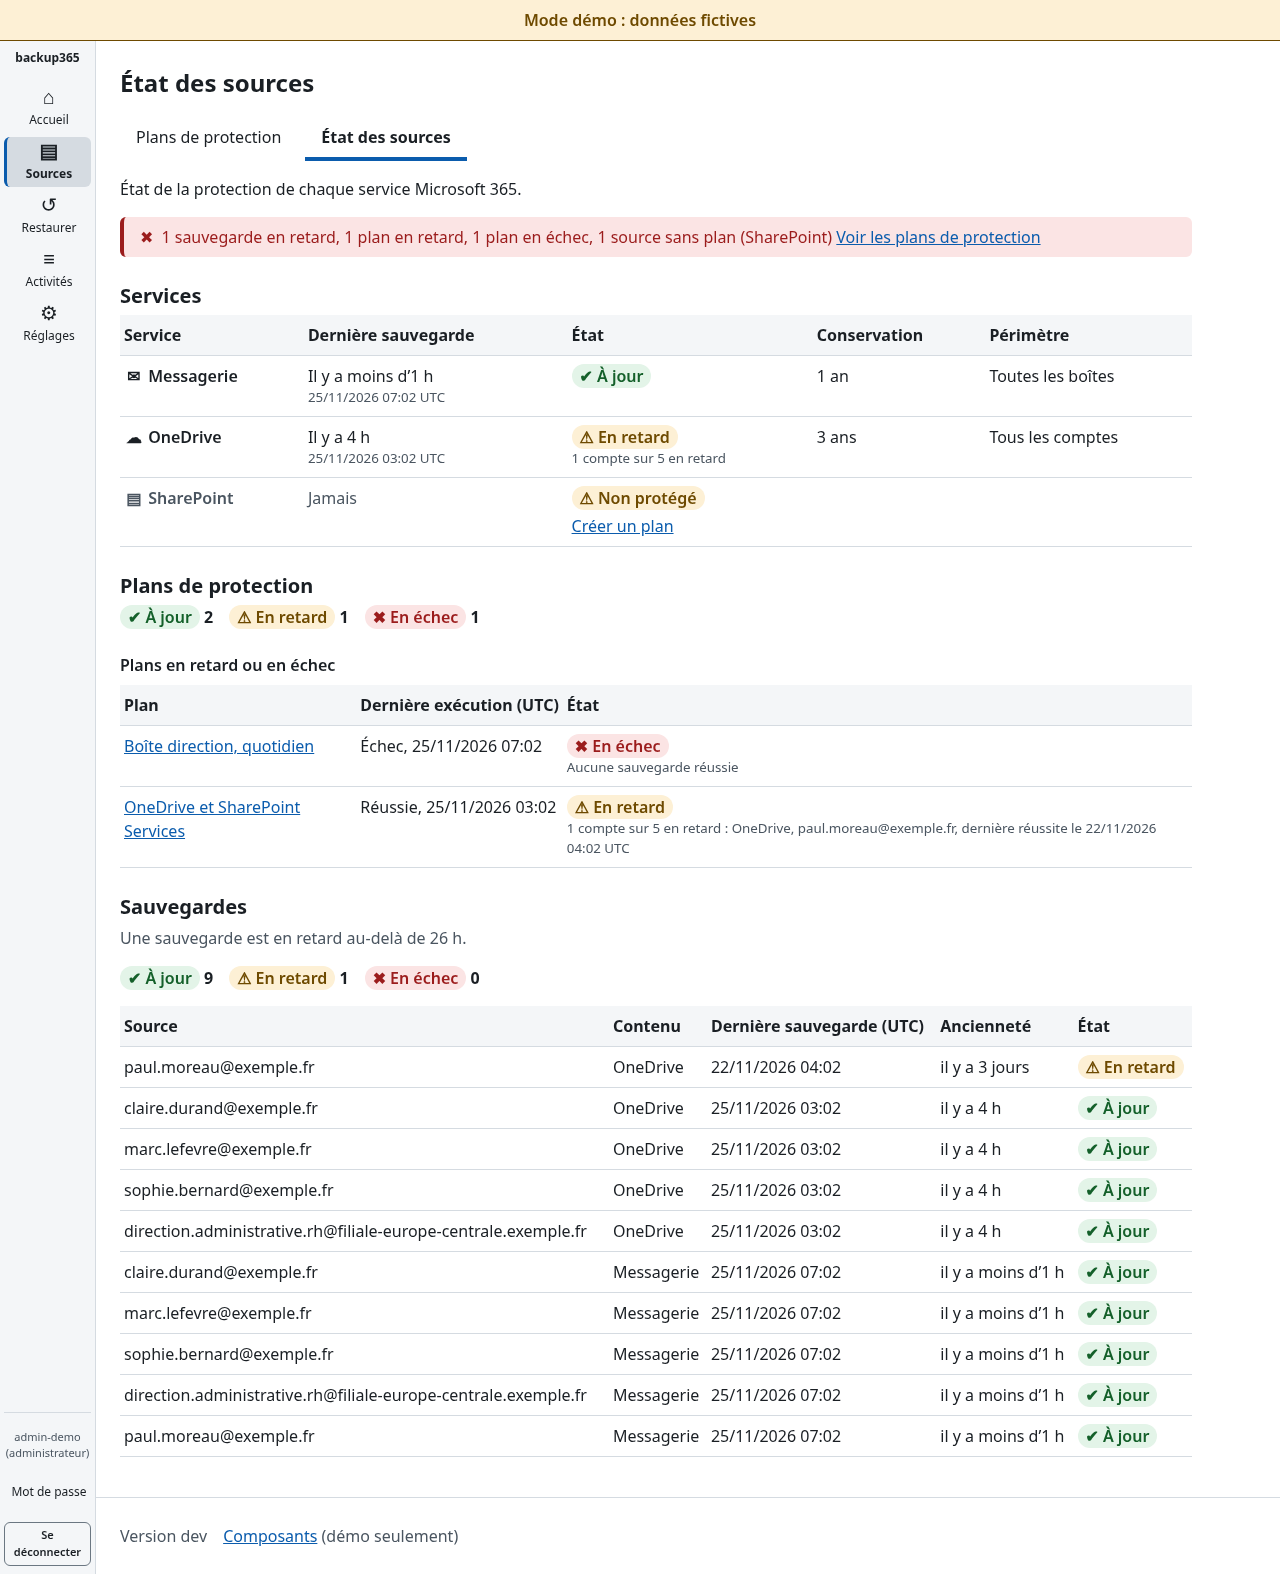 Mode démo : données fictives
backup365
Accueil
Sources
Restaurer
Activités
Réglages
admin-demo
(administrateur)
Mot de passe
Se
déconnecter
État des sources
Plans de protection État des sources
État de la protection de chaque service Microsoft 365.
✖ 1 sauvegarde en retard, 1 plan en retard, 1 plan en échec, 1 source sans plan (SharePoint) Voir les plans de protection
Services
Service Dernière sauvegarde État Conservation Périmètre
Messagerie Il y a moins d’1 h ✔ À jour 1 an Toutes les boîtes
25/11/2026 07:02 UTC
OneDrive Il y a 4 h ⚠ En retard 3 ans Tous les comptes
25/11/2026 03:02 UTC 1 compte sur 5 en retard
SharePoint Jamais ⚠ Non protégé
Créer un plan
Plans de protection
✔ À jour 2 ⚠ En retard 1 ✖ En échec 1
Plans en retard ou en échec
Plan Dernière exécution (UTC) État
Boîte direction, quotidien Échec, 25/11/2026 07:02 ✖ En échec
Aucune sauvegarde réussie
OneDrive et SharePoint Réussie, 25/11/2026 03:02 ⚠ En retard
Services 1 compte sur 5 en retard : OneDrive, paul.moreau@exemple.fr, dernière réussite le 22/11/2026
04:02 UTC
Sauvegardes
Une sauvegarde est en retard au-delà de 26 h.
✔ À jour 9 ⚠ En retard 1 ✖ En échec 0
Source Contenu Dernière sauvegarde (UTC) Ancienneté État
paul.moreau@exemple.fr OneDrive 22/11/2026 04:02 il y a 3 jours ⚠ En retard
claire.durand@exemple.fr OneDrive 25/11/2026 03:02 il y a 4 h ✔ À jour
marc.lefevre@exemple.fr OneDrive 25/11/2026 03:02 il y a 4 h ✔ À jour
sophie.bernard@exemple.fr OneDrive 25/11/2026 03:02 il y a 4 h ✔ À jour
direction.administrative.rh@filiale-europe-centrale.exemple.fr OneDrive 25/11/2026 03:02 il y a 4 h ✔ À jour
claire.durand@exemple.fr Messagerie 25/11/2026 07:02 il y a moins d’1 h ✔ À jour
marc.lefevre@exemple.fr Messagerie 25/11/2026 07:02 il y a moins d’1 h ✔ À jour
sophie.bernard@exemple.fr Messagerie 25/11/2026 07:02 il y a moins d’1 h ✔ À jour
direction.administrative.rh@filiale-europe-centrale.exemple.fr Messagerie 25/11/2026 07:02 il y a moins d’1 h ✔ À jour
paul.moreau@exemple.fr Messagerie 25/11/2026 07:02 il y a moins d’1 h ✔ À jour
Version dev Composants (démo seulement)